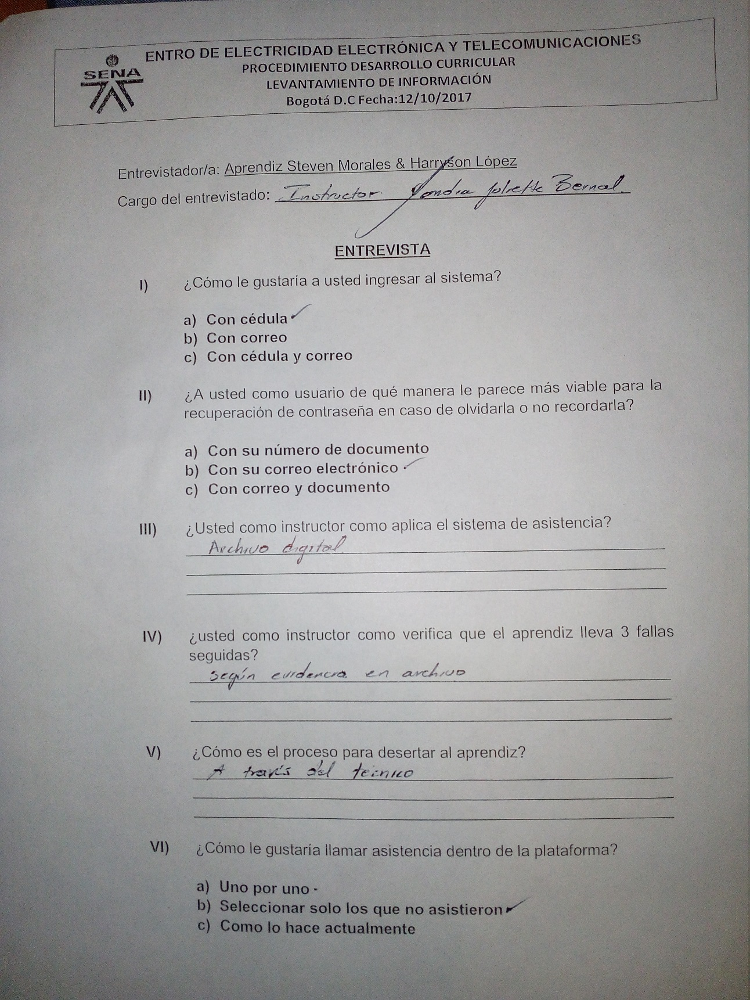 ENTRO DE ELECTRICIDAD ELECTRÓNICA Y TELECOMUNICACIONES
SENA
PROCEDIMIENTO DESARROLLO CURRICULAR
LEVANTAMIENTO DE INFORMACIÓN
Bogotá D.C Fecha:12/10/2017
Entrevistador/a: Aprendiz Steven Morales & Harryson López
Cargo del entrevistado: Instructor Yondra Juliette Bernal.
ENTREVISTA
I) ¿Cómo le gustaría a usted ingresar al sistema?
a) Con cédula ✓
b) Con correo
c) Con cédula y correo
II) ¿A usted como usuario de qué manera le parece más viable para la
recuperación de contraseña en caso de olvidarla o no recordarla?
a) Con su número de documento
b) Con su correo electrónico ✓
c) Con correo y documento
III) ¿Usted como instructor como aplica el sistema de asistencia?
Archivo digital.
IV) ¿usted como instructor como verifica que el aprendiz lleva 3 fallas
seguidas?
según evidencia en archivo
V) ¿Cómo es el proceso para desertar al aprendiz?
A través del técnico
VI) ¿Cómo le gustaría llamar asistencia dentro de la plataforma?
a) Uno por uno
b) Seleccionar solo los que no asistieron ✓
c) Como lo hace actualmente